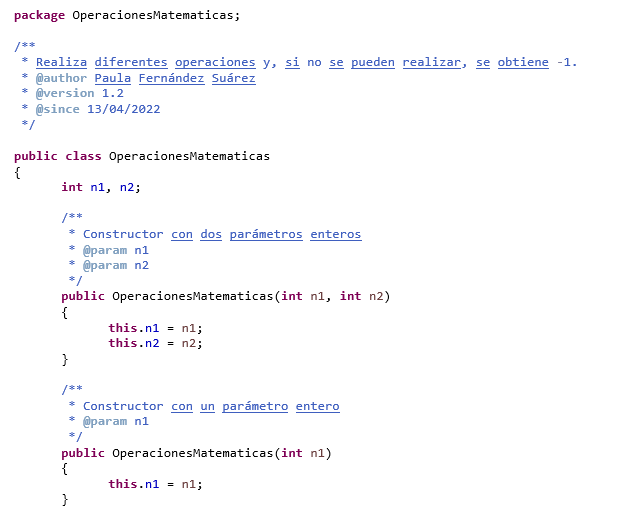 package OperacionesMatematicas;
/**
 * Realiza diferentes operaciones y, si no se pueden realizar, se obtiene -1.
 * @author Paula Fernández Suárez
 * @version 1.2
 * @since 13/04/2022
 */
public class OperacionesMatematicas
{
int n1, n2;
/**
 * Constructor con dos parámetros enteros
 * @param n1
 * @param n2
 */
public OperacionesMatematicas(int n1, int n2)
{
this.n1 = n1;
this.n2 = n2;
}
/**
 * Constructor con un parámetro entero
 * @param n1
 */
public OperacionesMatematicas(int n1)
{
this.n1 = n1;
}